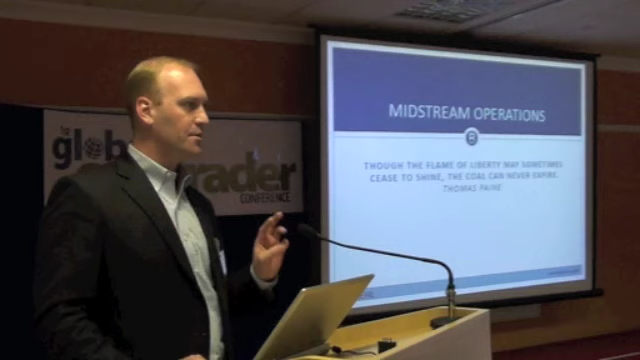 glob
rader
CONFERENCE
MIDSTREAM OPERATIONS
THOUGH THE FLAME OF LIBERTY MAY SOMETIMES
CEASE TO SHINE, THE COAL CAN NEVER EXPIRE.
THOMAS PAINE